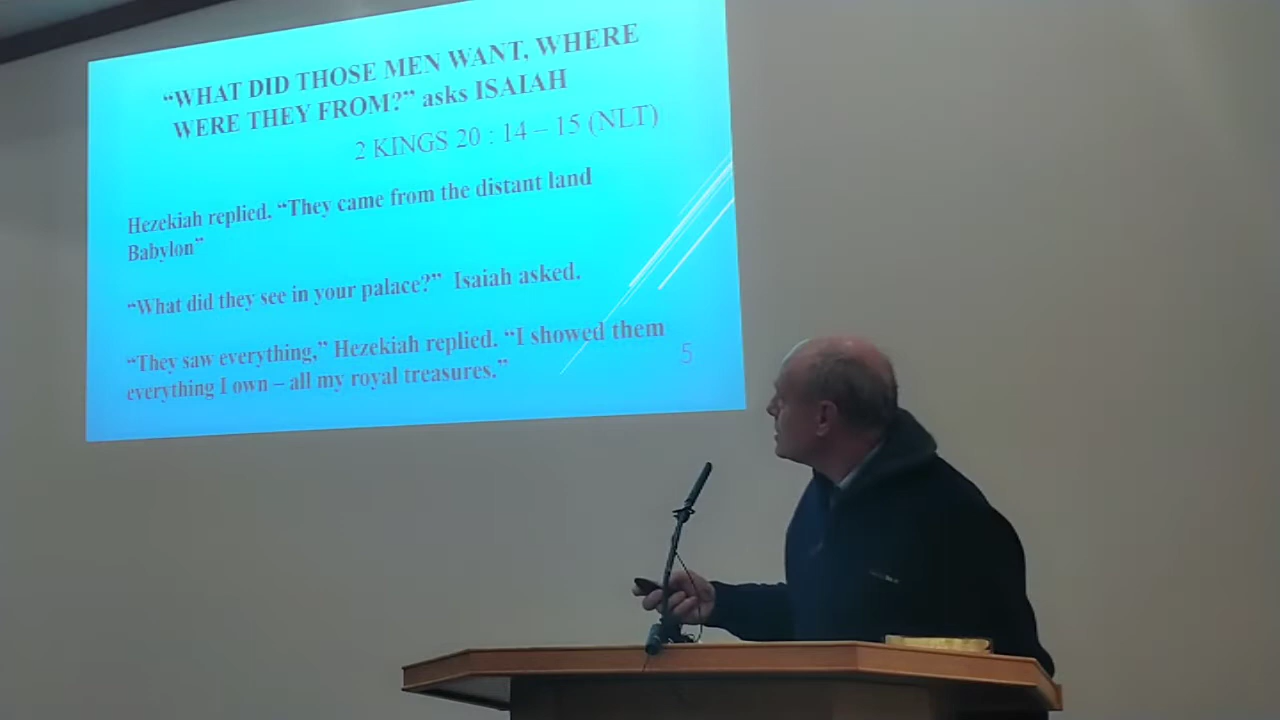 “WHAT DID THOSE MEN WANT, WHERE
WERE THEY FROM?” asks ISAIAH
2 KINGS 20 : 14 – 15 (NLT)
Hezekiah replied, “They came from the distant land
Babylon”
“What did they see in your palace?” Isaiah asked.
“They saw everything,” Hezekiah replied. “I showed them
everything I own – all my royal treasures.”
5